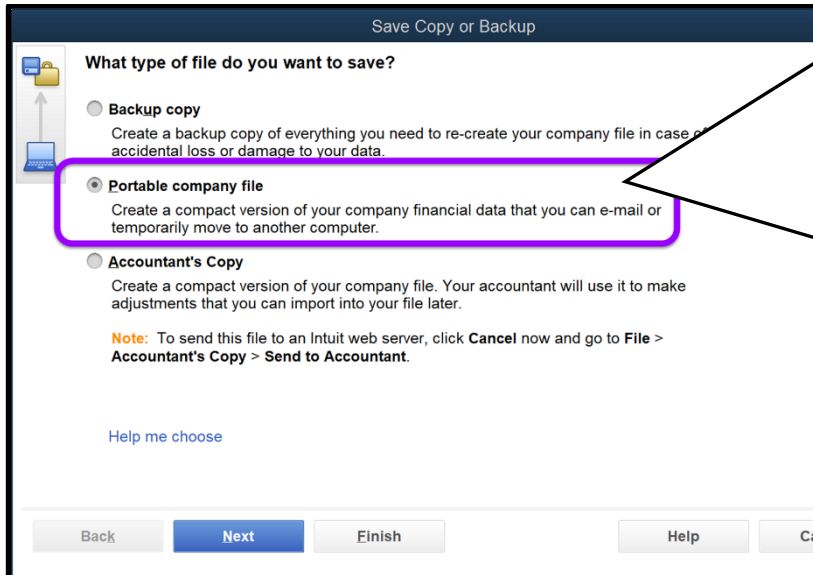 Save Copy or Backup
What type of file do you want to save?
Backup copy
Create a backup copy of everything you need to re-create your company file in case of
accidental loss or damage to your data.
Portable company file
Create a compact version of your company financial data that you can e-mail or
temporarily move to another computer.
Accountant's Copy
Create a compact version of your company file. Your accountant will use it to make
adjustments that you can import into your file later.
Note: To send this file to an Intuit web server, click Cancel now and go to File >
Accountant's Copy > Send to Accountant.
Help me choose
Back Next Finish Help